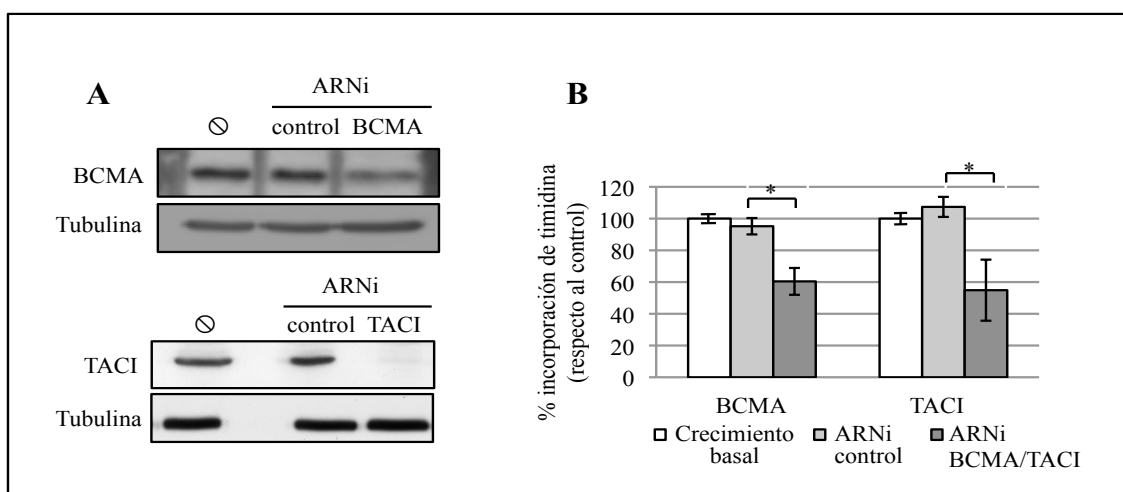 A
ARNi
control BCMA
BCMA
Tubulina
ARNi
control TACI
TACI
Tubulina
B
% incorporación de timidina
(respecto al control)
120
100
80
60
40
20
0
*
*
BCMA
TACI
Crecimiento
basal
ARNi
control
ARNi
BCMA/TACI